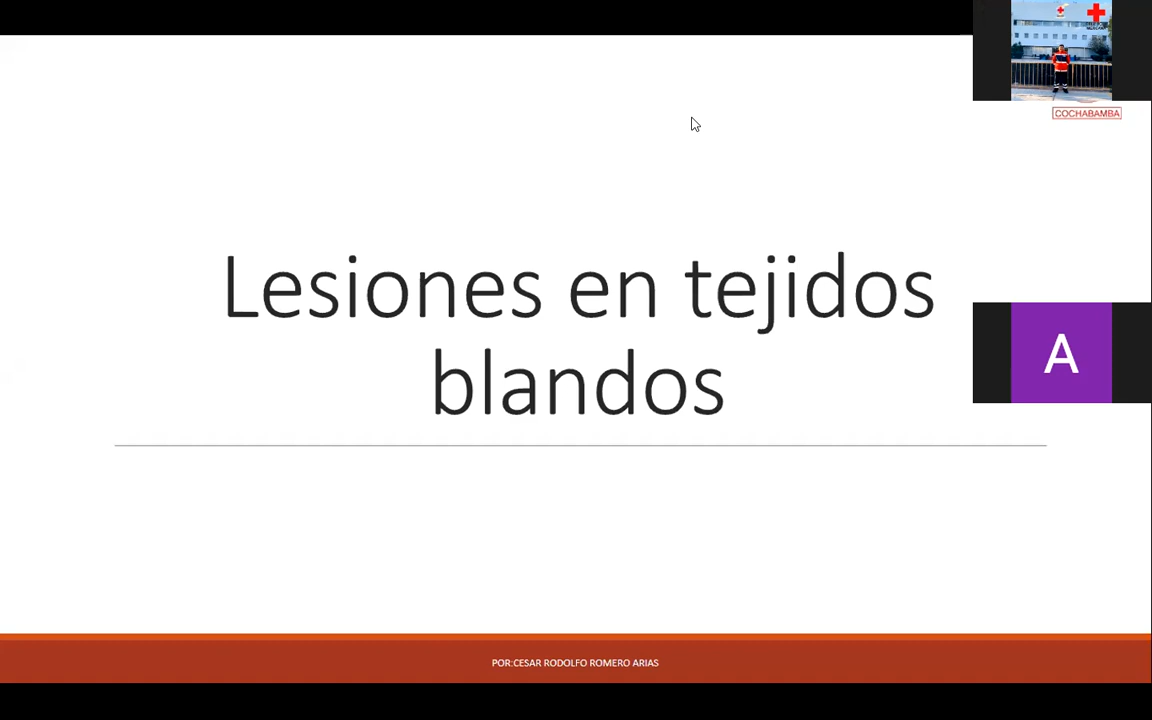 COCHABAMBA
Lesiones en tejidos
blandos
A
POR:CESAR RODOLFO ROMERO ARIAS